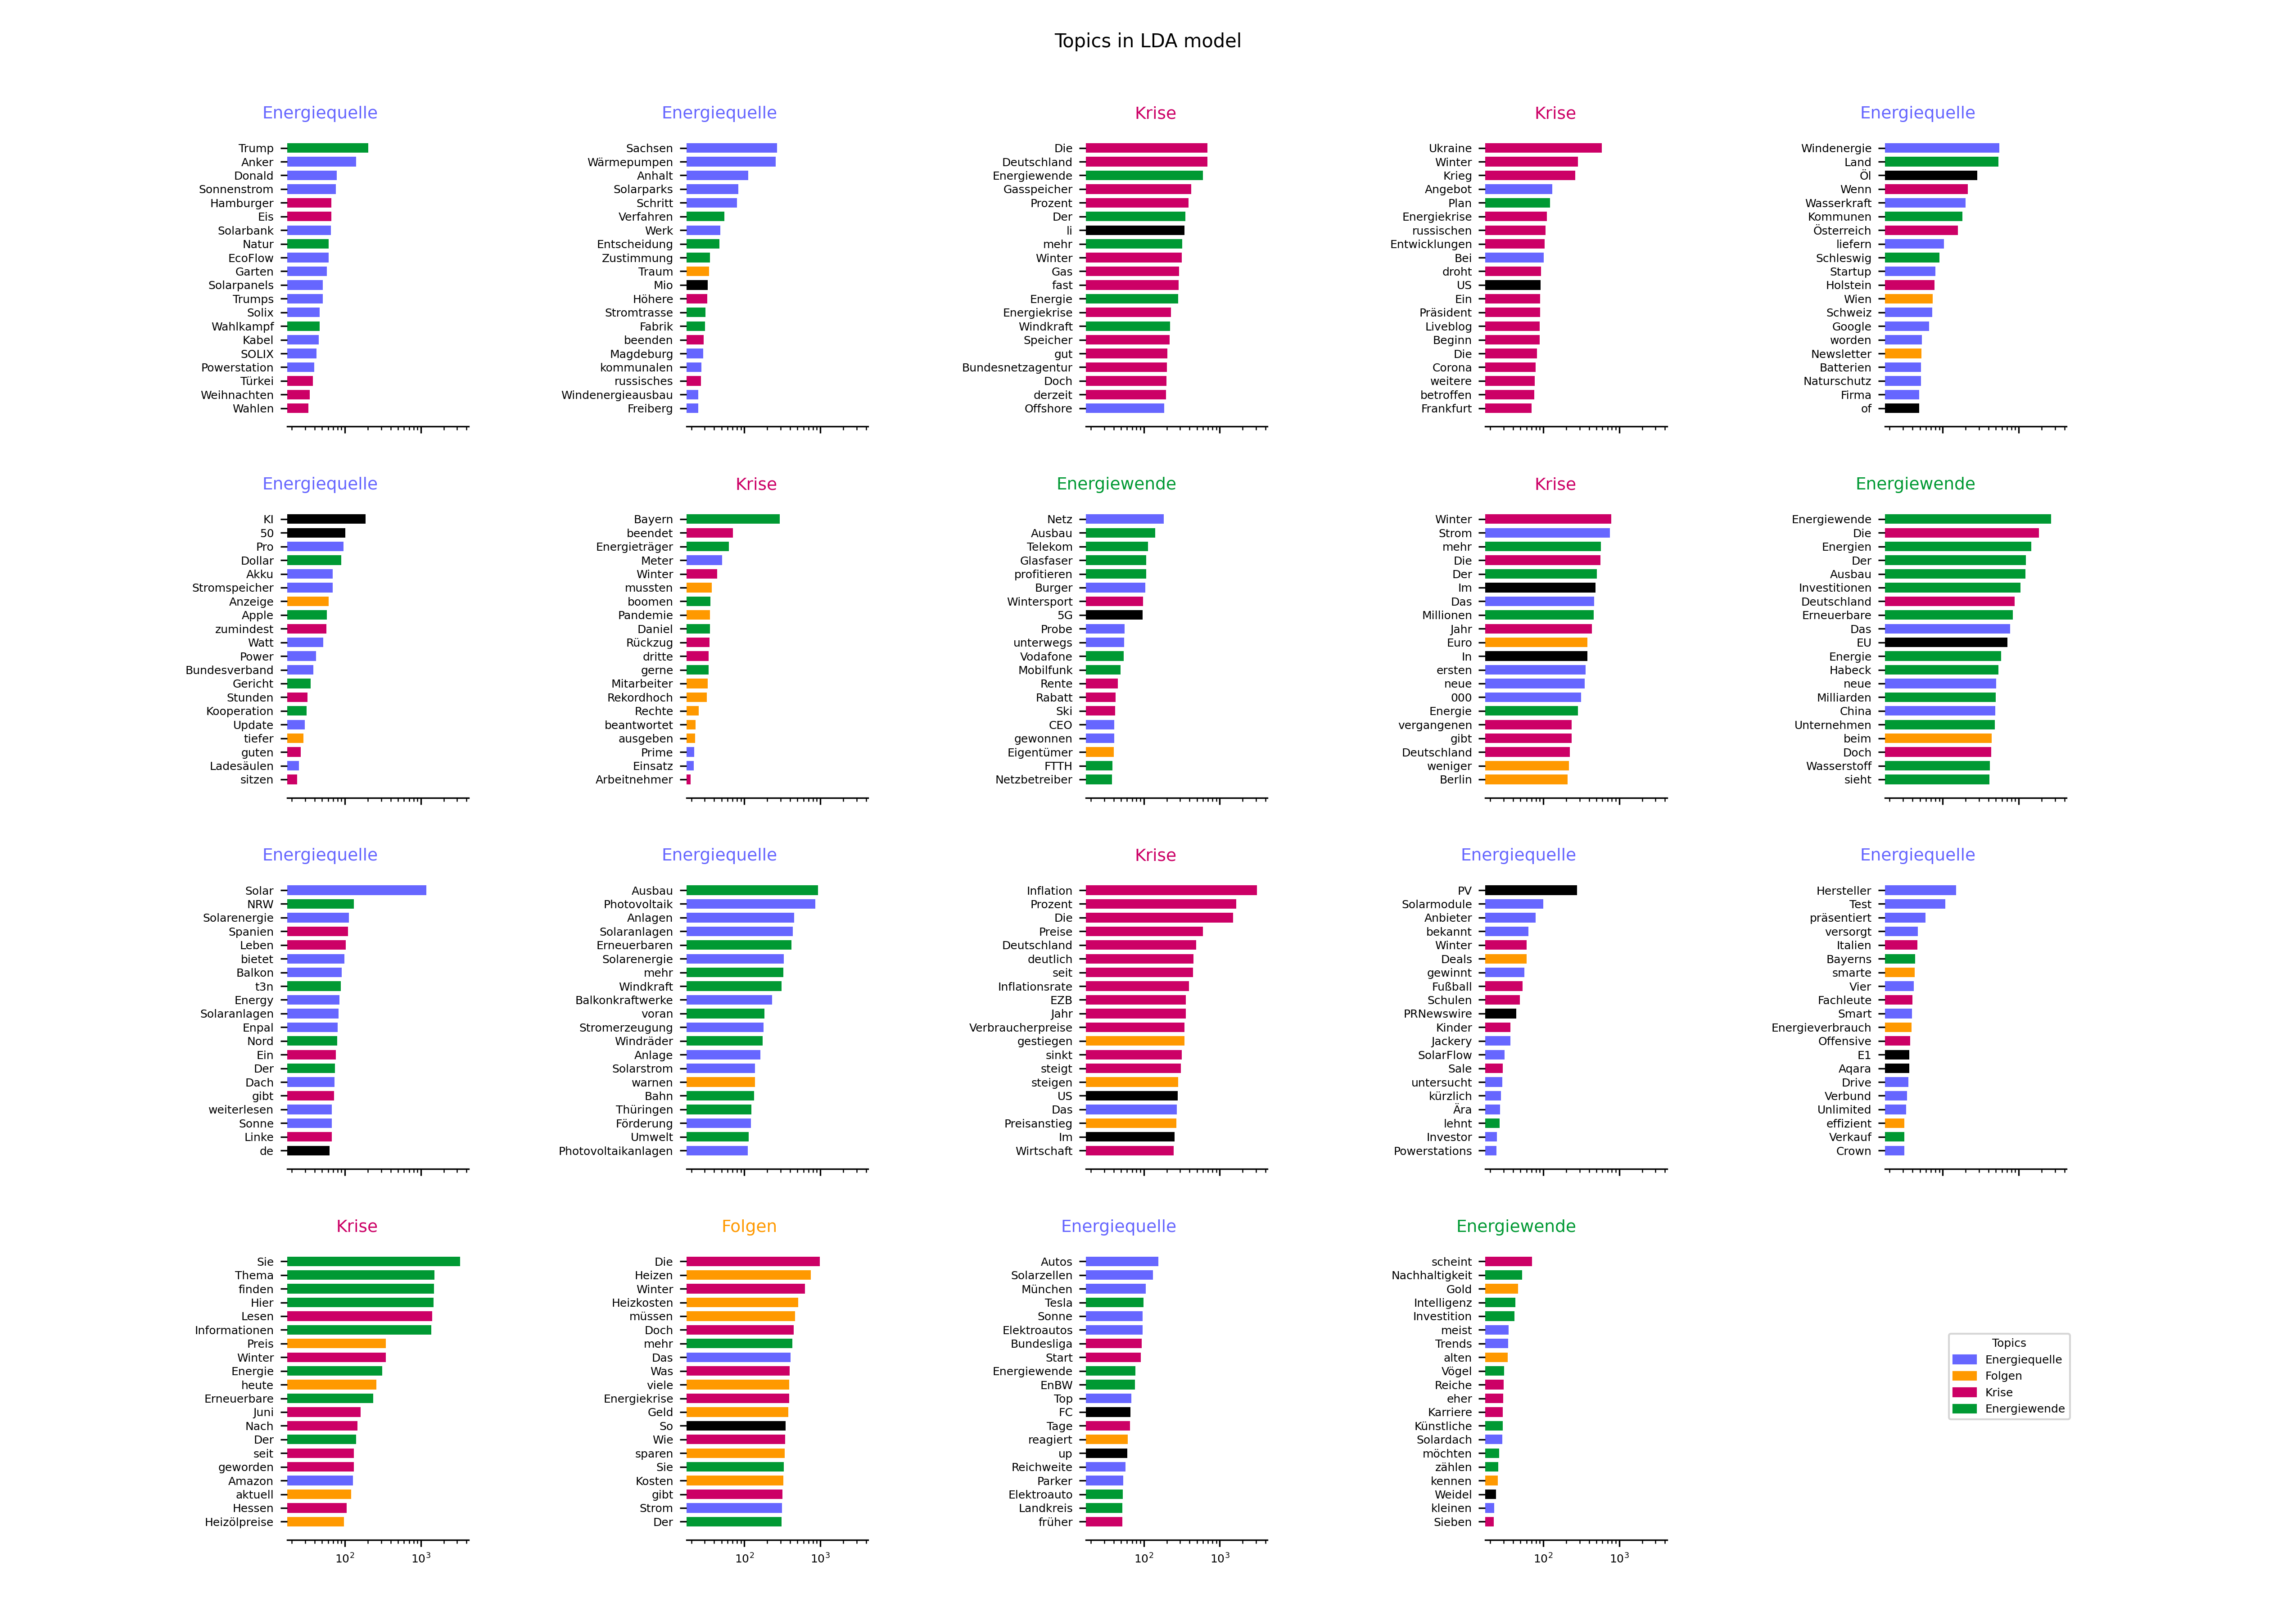 Topics in LDA model
Energiequelle
Trump
Anker
Donald
Sonnenstrom
Hamburger
Eis
Solarbank
Natur
EcoFlow
Garten
Solarpanels
Trumps
Solix
Wahlkampf
Kabel
SOLIX
Powerstation
Türkei
Weihnachten
Wahlen
Energiequelle
Sachsen
Wärmepumpen
Anhalt
Solarparks
Schritt
Verfahren
Werk
Entscheidung
Zustimmung
Traum
Mio
Höhere
Stromtrasse
Fabrik
beenden
Magdeburg
kommunalen
russisches
Windenergieausbau
Freiberg
Krise
Die
Deutschland
Energiewende
Gasspeicher
Prozent
Der
li
mehr
Winter
Gas
fast
Energie
Energiekrise
Windkraft
Speicher
gut
Bundesnetzagentur
Doch
derzeit
Offshore
Krise
Ukraine
Winter
Krieg
Angebot
Plan
Energiekrise
russischen
Entwicklungen
Bei
droht
US
Ein
Präsident
Liveblog
Beginn
Die
Corona
weitere
betroffen
Frankfurt
Energiequelle
Windenergie
Land
Öl
Wenn
Wasserkraft
Kommunen
Österreich
liefern
Schleswig
Startup
Holstein
Wien
Schweiz
Google
worden
Newsletter
Batterien
Naturschutz
Firma
of
Energiequelle
KI
50
Pro
Dollar
Akku
Stromspeicher
Anzeige
Apple
zumindest
Watt
Power
Bundesverband
Gericht
Stunden
Kooperation
Update
tiefer
guten
Ladesäulen
sitzen
Krise
Bayern
beendet
Energieträger
Meter
Winter
mussten
boomen
Pandemie
Daniel
Rückzug
dritte
gerne
Mitarbeiter
Rekordhoch
Rechte
beantwortet
ausgeben
Prime
Einsatz
Arbeitnehmer
Energiewende
Netz
Ausbau
Telekom
Glasfaser
profitieren
Burger
Wintersport
5G
Probe
unterwegs
Vodafone
Mobilfunk
Rente
Rabatt
Ski
CEO
gewonnen
Eigentümer
FTTH
Netzbetreiber
Krise
Winter
Strom
mehr
Die
Der
Im
Das
Millionen
Jahr
Euro
In
ersten
neue
000
Energie
vergangenen
gibt
Deutschland
weniger
Berlin
Energiewende
Energiewende
Die
Energien
Der
Ausbau
Investitionen
Deutschland
Erneuerbare
Das
EU
Energie
Habeck
neue
Milliarden
China
Unternehmen
beim
Doch
Wasserstoff
sieht
Energiequelle
Solar
NRW
Solarenergie
Spanien
Leben
bietet
Balkon
t3n
Energy
Solaranlagen
Enpal
Nord
Ein
Der
Dach
gibt
weiterlesen
Sonne
Linke
de
Energiequelle
Ausbau
Photovoltaik
Anlagen
Solaranlagen
Erneuerbaren
Solarenergie
mehr
Windkraft
Balkonkraftwerke
voran
Stromerzeugung
Windräder
Anlage
Solarstrom
warnen
Bahn
Thüringen
Förderung
Umwelt
Photovoltaikanlagen
Krise
Inflation
Prozent
Die
Preise
Deutschland
deutlich
seit
Inflationsrate
EZB
Jahr
Verbraucherpreise
gestiegen
sinkt
steigt
steigen
US
Das
Preisanstieg
Im
Wirtschaft
Energiequelle
PV
Solarmodule
Anbieter
bekannt
Winter
Deals
gewinnt
Fußball
Schulen
PRNewswire
Kinder
Jackery
SolarFlow
Sale
untersucht
kürzlich
Ära
lehnt
Investor
Powerstations
Energiequelle
Hersteller
Test
präsentiert
versorgt
Italien
Bayerns
smarte
Vier
Fachleute
Smart
Energieverbrauch
Offensive
E1
Aqara
Drive
Verbund
Unlimited
effizient
Verkauf
Crown
Krise
Sie
Thema
finden
Hier
Lesen
Informationen
Preis
Winter
Energie
heute
Erneuerbare
Juni
Nach
Der
seit
geworden
Amazon
aktuell
Hessen
Heizölpreise
10² 10³
Folgen
Die
Heizen
Winter
Heizkosten
müssen
Doch
mehr
Das
Was
viele
Energiekrise
Geld
So
Wie
sparen
Sie
Kosten
gibt
Strom
Der
10² 10³
Energiequelle
Autos
Solarzellen
München
Tesla
Sonne
Elektroautos
Bundesliga
Start
Energiewende
EnBW
Top
FC
Tage
reagiert
up
Reichweite
Parker
Elektroauto
Landkreis
früher
10² 10³
Energiewende
scheint
Nachhaltigkeit
Gold
Intelligenz
Investition
meist
Trends
alten
Vögel
Reiche
eher
Karriere
Künstliche
Solardach
möchten
zählen
kennen
Weidel
kleinen
Sieben
10² 10³
Topics
Energiequelle
Folgen
Krise
Energiewende